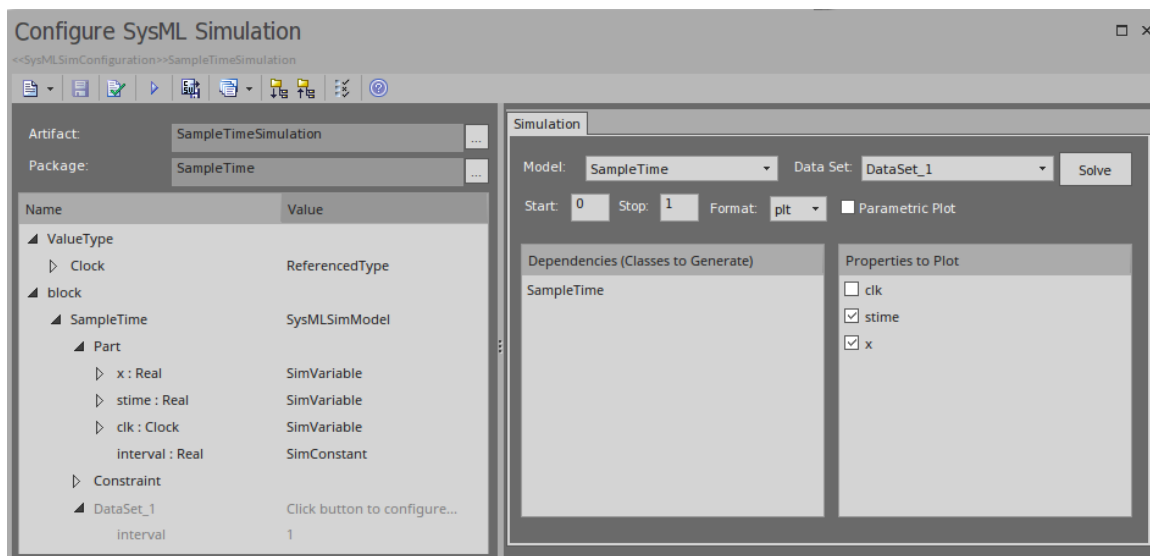 Configure SysML Simulation
<<SysMLSimConfiguration>>SampleTimeSimulation
Artifact: SampleTimeSimulation ...
Package: SampleTime ...
Name Value
ValueType
Clock ReferencedType
block
SampleTime SysMLSimModel
Part
x : Real SimVariable
stime : Real SimVariable
clk : Clock SimVariable
interval : Real SimConstant
Constraint
DataSet_1 Click button to configure...
interval 1
Simulation
Model: SampleTime Data Set: DataSet_1 Solve
Start: 0 Stop: 1 Format: plt Parametric Plot
Dependencies (Classes to Generate)
SampleTime
Properties to Plot
clk
stime
x